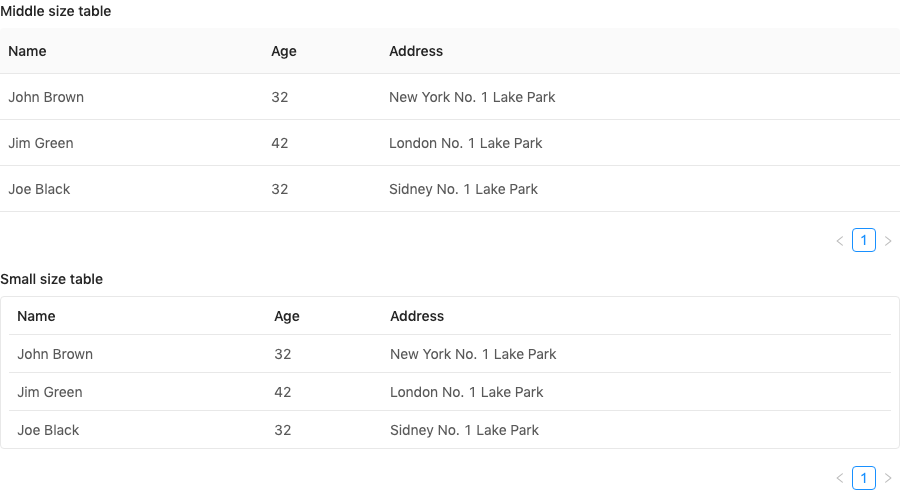 Middle size table
Name Age Address
John Brown 32 New York No. 1 Lake Park
Jim Green 42 London No. 1 Lake Park
Joe Black 32 Sidney No. 1 Lake Park
1
Small size table
Name Age Address
John Brown 32 New York No. 1 Lake Park
Jim Green 42 London No. 1 Lake Park
Joe Black 32 Sidney No. 1 Lake Park
1